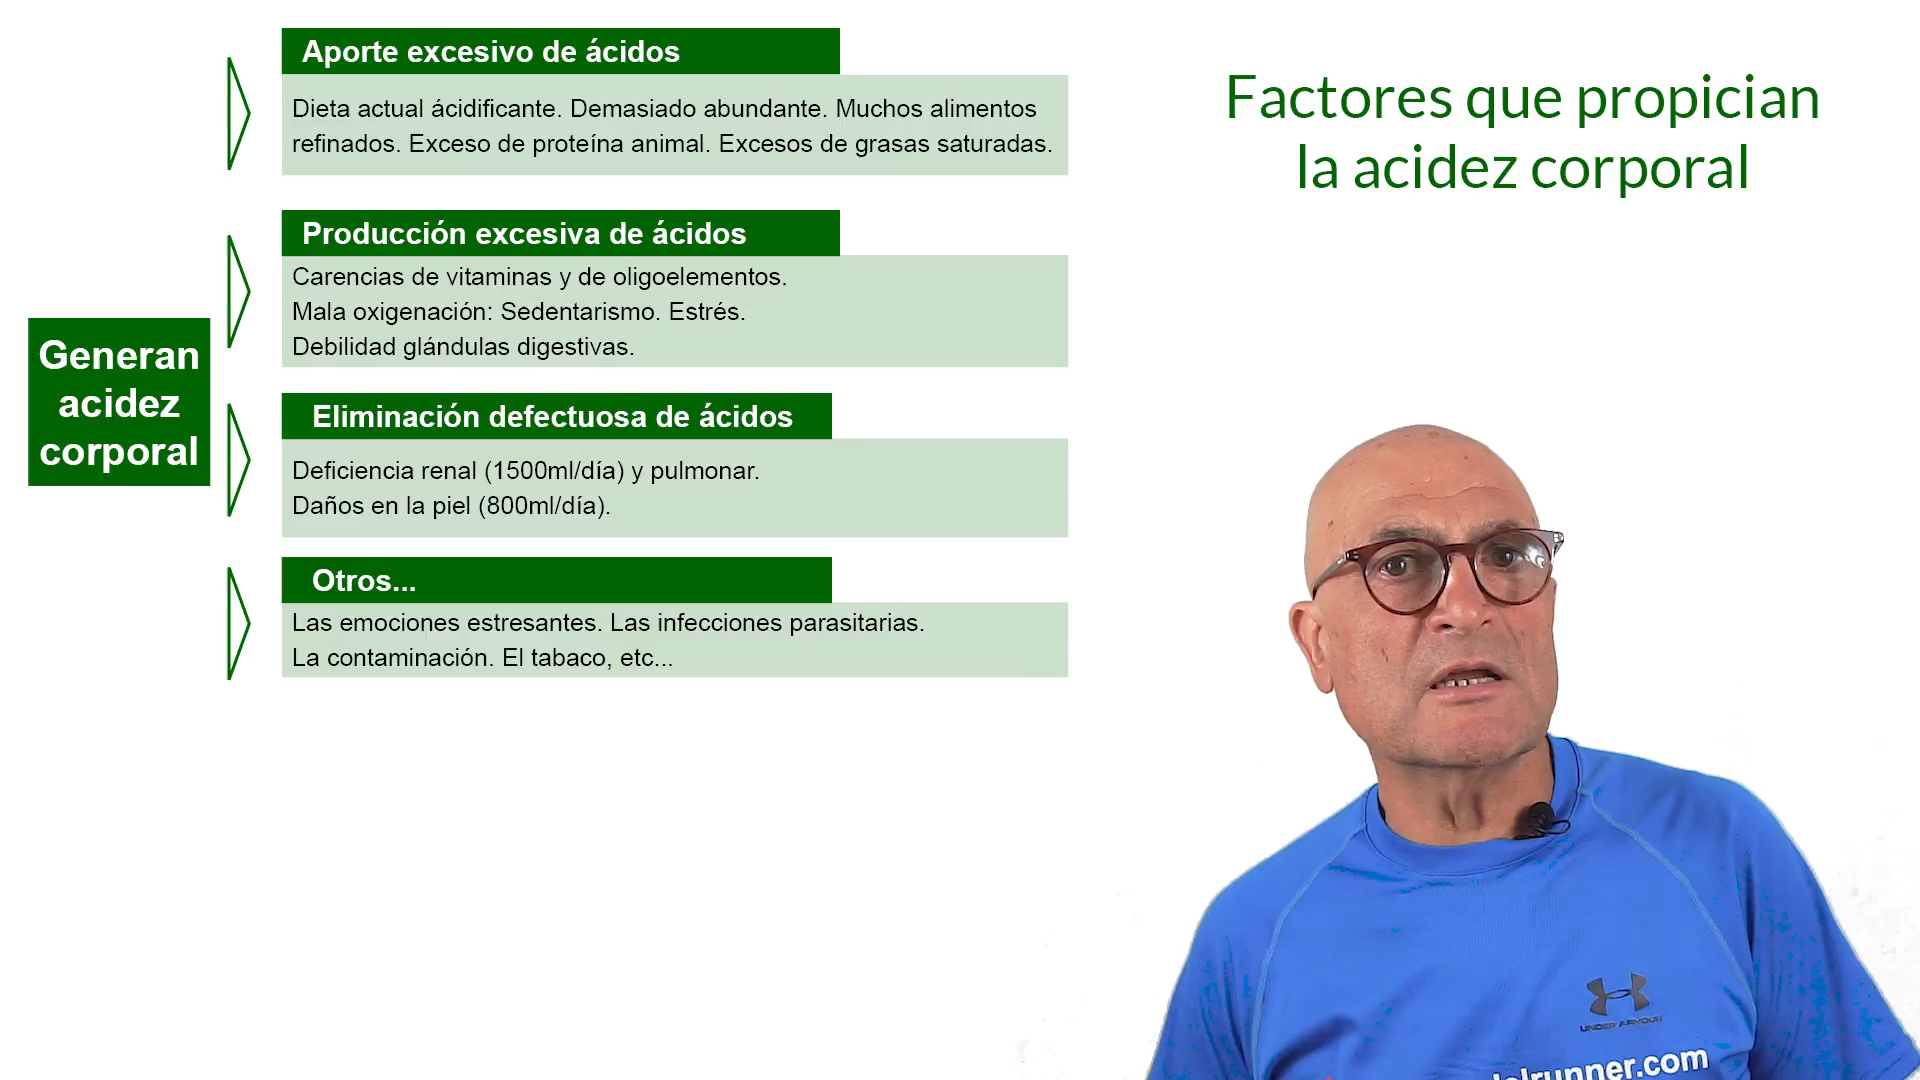 Factores que propician
la acidez corporal
Generan
acidez
corporal
Aporte excesivo de ácidos
Dieta actual ácidificante. Demasiado abundante. Muchos alimentos
refinados. Exceso de proteína animal. Excesos de grasas saturadas.
Producción excesiva de ácidos
Carencias de vitaminas y de oligoelementos.
Mala oxigenación: Sedentarismo. Estrés.
Debilidad glándulas digestivas.
Eliminación defectuosa de ácidos
Deficiencia renal (1500ml/día) y pulmonar.
Daños en la piel (800ml/día).
Otros...
Las emociones estresantes. Las infecciones parasitarias.
La contaminación. El tabaco, etc...
UNDER ARMOUR